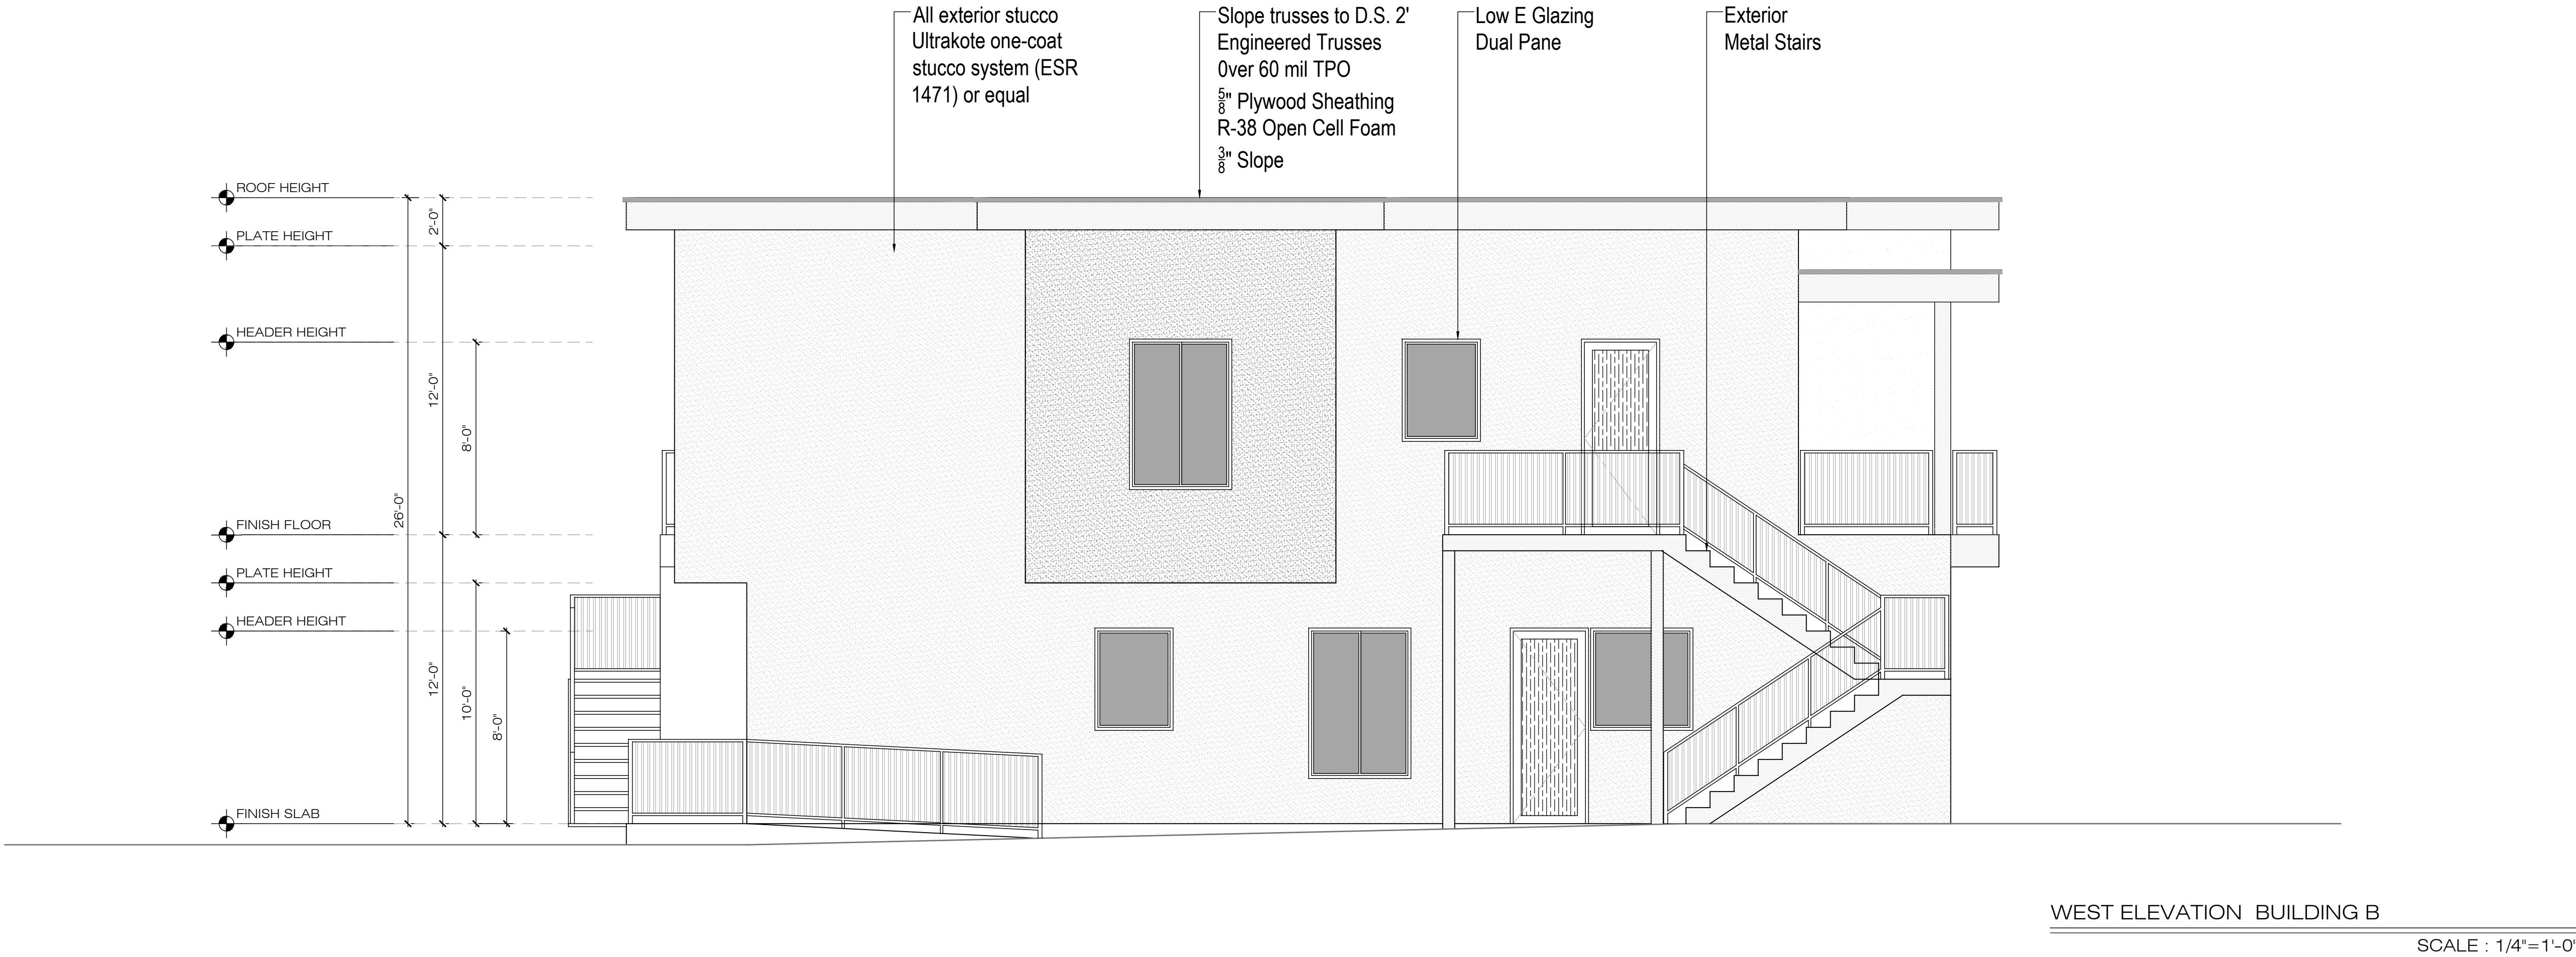 All exterior stucco
Ultrakote one-coat
stucco system (ESR
1471) or equal
Slope trusses to D.S. 2'
Engineered Trusses
0ver 60 mil TPO
5/8" Plywood Sheathing
R-38 Open Cell Foam
3/8" Slope
Low E Glazing
Dual Pane
Exterior
Metal Stairs
ROOF HEIGHT
PLATE HEIGHT
HEADER HEIGHT
FINISH FLOOR
PLATE HEIGHT
HEADER HEIGHT
FINISH SLAB
26'-0"
2'-0"
12'-0"
12'-0"
8'-0"
10'-0"
8'-0"
WEST ELEVATION BUILDING B
SCALE : 1/4"=1'-0"